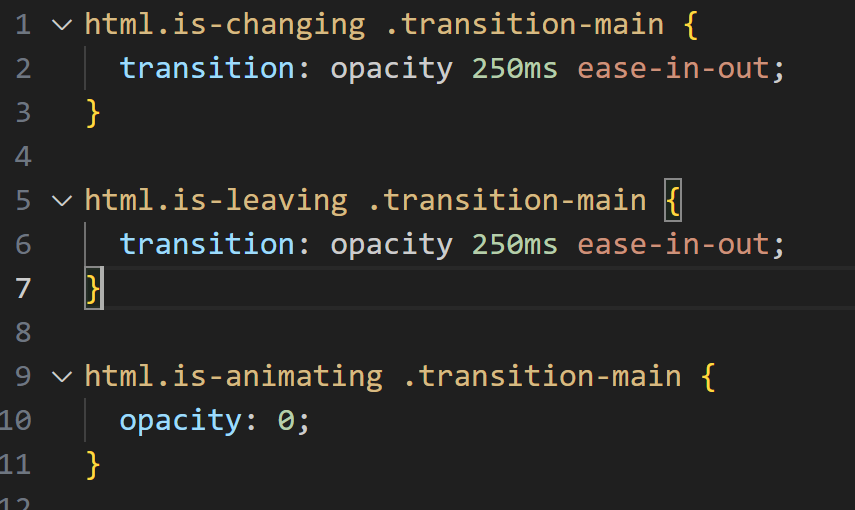 1 html.is-changing .transition-main {
2   transition: opacity 250ms ease-in-out;
3 }
4
5 html.is-leaving .transition-main {
6   transition: opacity 250ms ease-in-out;
7 }
8
9 html.is-animating .transition-main {
10   opacity: 0;
11 }
12